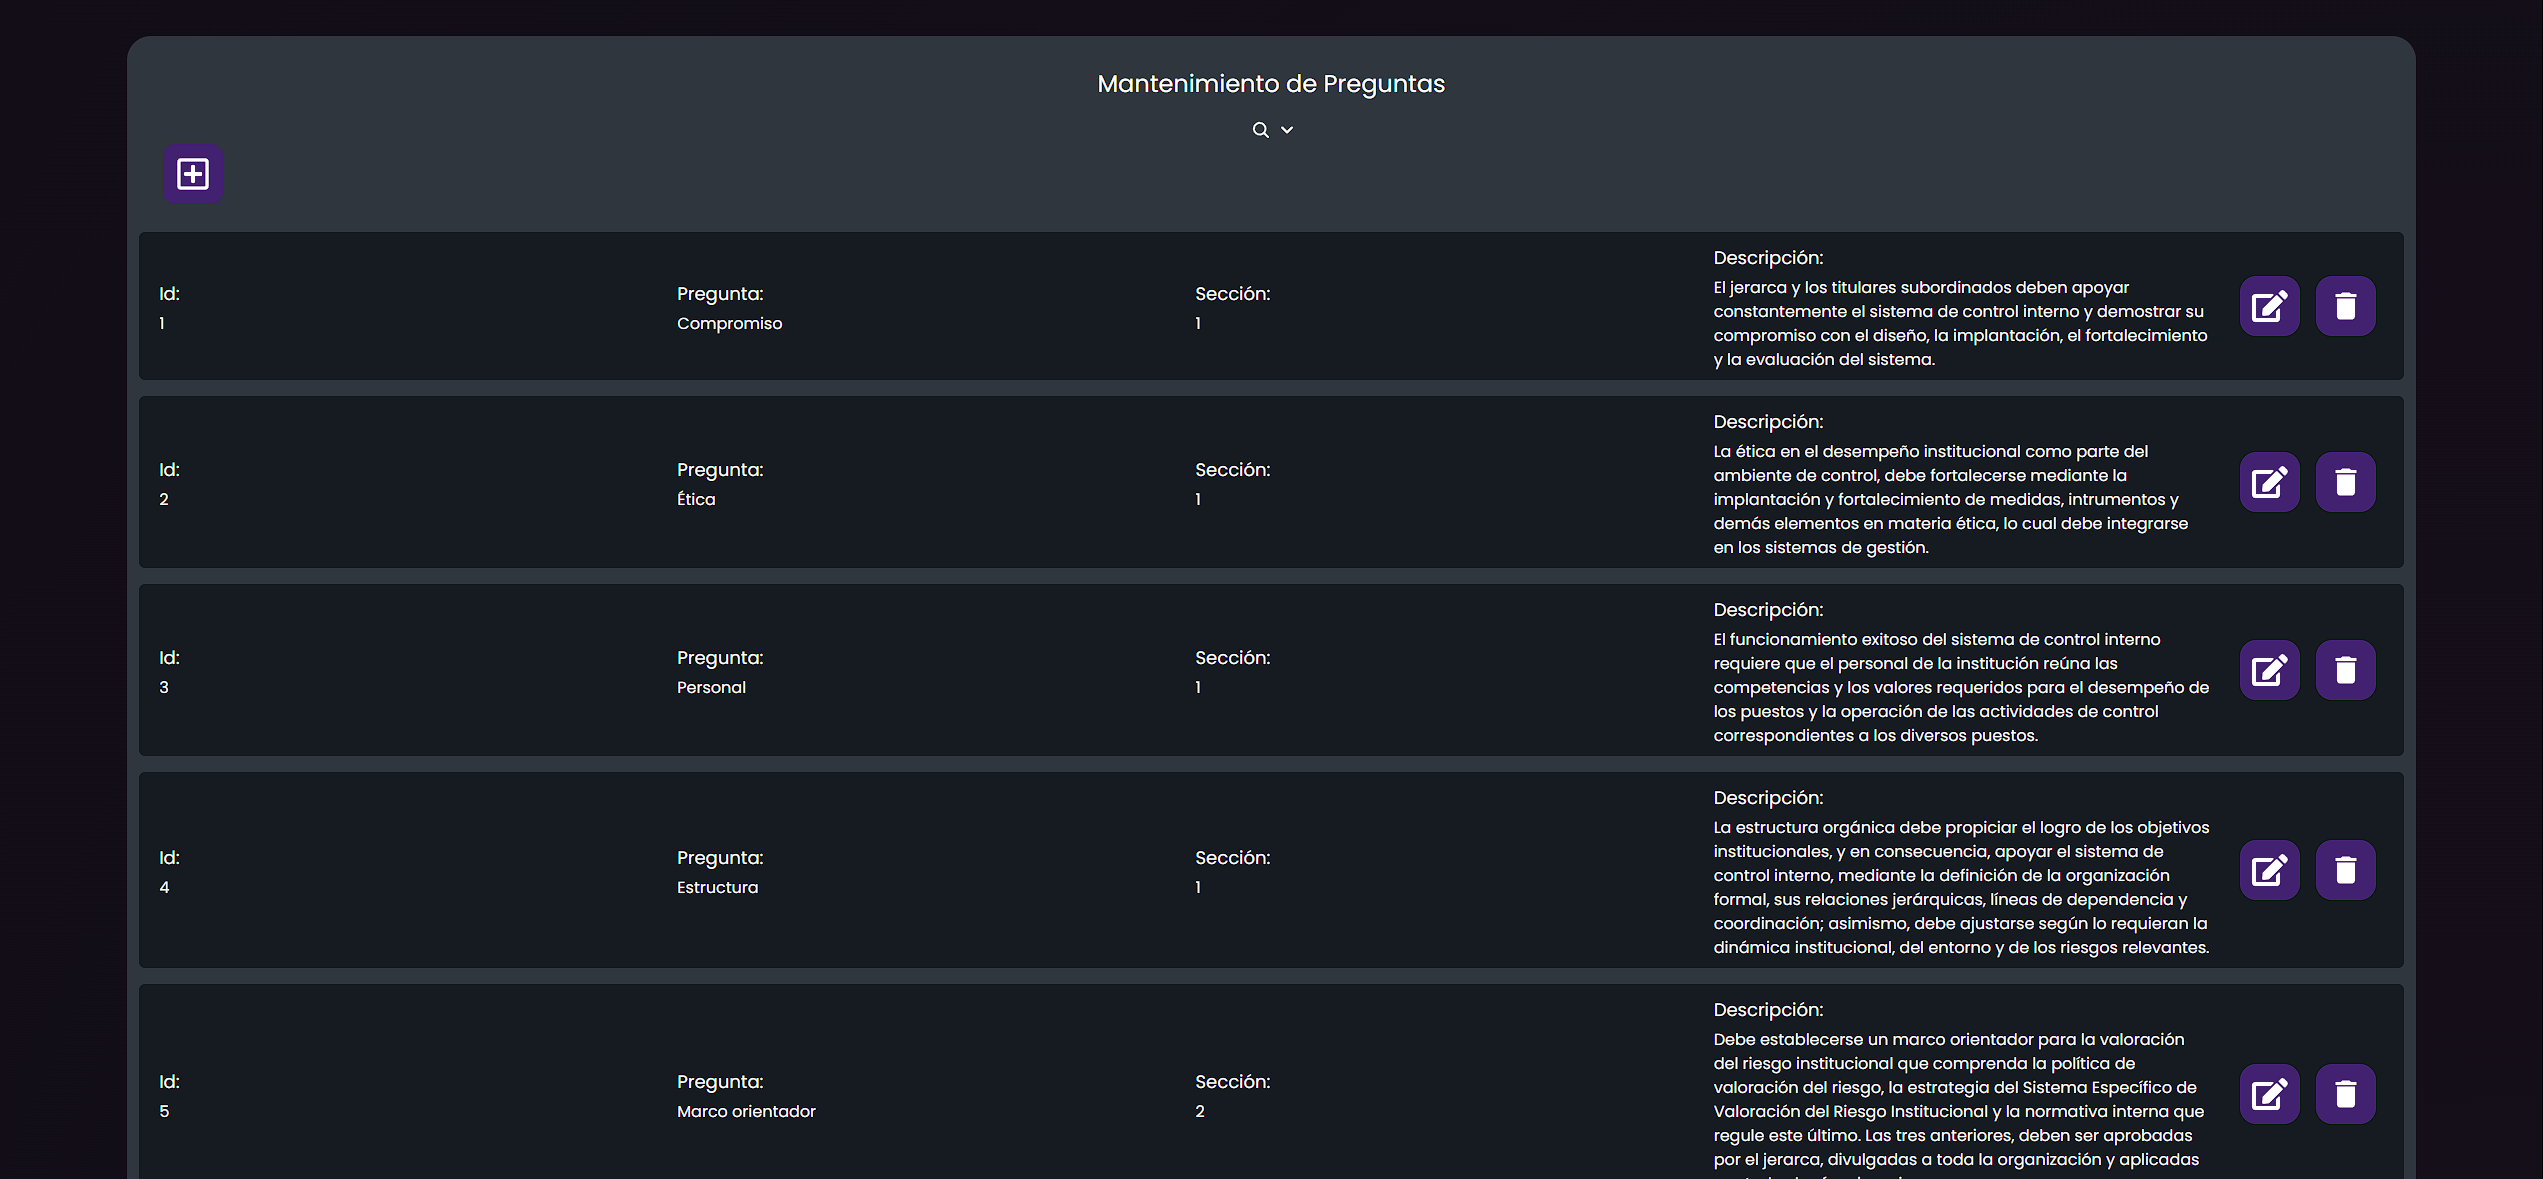 Mantenimiento de Preguntas
Id:
1
Pregunta:
Compromiso
Sección:
1
Descripción:
El jerarca y los titulares subordinados deben apoyar
constantemente el sistema de control interno y demostrar su
compromiso con el diseño, la implantación, el fortalecimiento
y la evaluación del sistema.
Id:
2
Pregunta:
Ética
Sección:
1
Descripción:
La ética en el desempeño institucional como parte del
ambiente de control, debe fortalecerse mediante la
implantación y fortalecimiento de medidas, intrumentos y
demás elementos en materia ética, lo cual debe integrarse
en los sistemas de gestión.
Id:
3
Pregunta:
Personal
Sección:
1
Descripción:
El funcionamiento exitoso del sistema de control interno
requiere que el personal de la institución reúna las
competencias y los valores requeridos para el desempeño de
los puestos y la operación de las actividades de control
correspondientes a los diversos puestos.
Id:
4
Pregunta:
Estructura
Sección:
1
Descripción:
La estructura orgánica debe propiciar el logro de los objetivos
institucionales, y en consecuencia, apoyar el sistema de
control interno, mediante la definición de la organización
formal, sus relaciones jerárquicas, líneas de dependencia y
coordinación; asimismo, debe ajustarse según lo requieran la
dinámica institucional, del entorno y de los riesgos relevantes.
Id:
5
Pregunta:
Marco orientador
Sección:
2
Descripción:
Debe establecerse un marco orientador para la valoración
del riesgo institucional que comprenda la política de
valoración del riesgo, la estrategia del Sistema Específico de
Valoración del Riesgo Institucional y la normativa interna que
regule este último. Las tres anteriores, deben ser aprobadas
por el jerarca, divulgadas a toda la organización y aplicadas